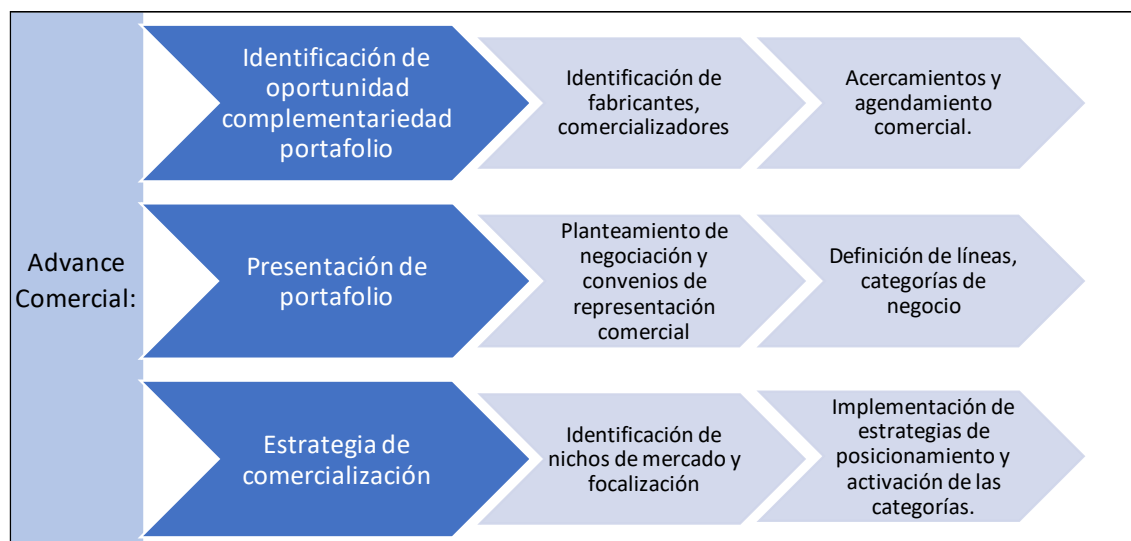 Advance
Comercial:
Identificación de
oportunidad
complementariedad
portafolio
Identificación de
fabricantes,
comercializadores
Acercamientos y
agendamiento
comercial.
Presentación de
portafolio
Planteamiento de
negociación y
convenios de
representación
comercial
Definición de líneas,
categorías de
negocio
Estrategia de
comercialización
Identificación de
nichos de mercado y
focalización
Implementación de
estrategias de
posicionamiento y
activación de las
categorías.